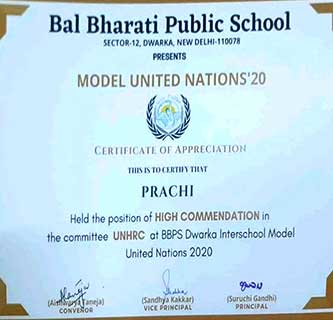 Bal Bharati Public School
SECTOR-12, DWARKA, NEW DELHI-110078
PRESENTS
MODEL UNITED NATIONS'20
CERTIFICATE OF APPRECIATION
THIS IS TO CERTIFY THAT
PRACHI
Held the position of HIGH COMMENDATION in
the committee UNHRC at BBPS Dwarka Interschool Model
United Nations 2020
(Aishwarya Taneja)
CONVENOR
(Sandhya Kakkar)
VICE PRINCIPAL
(Suruchi Gandhi)
PRINCIPAL